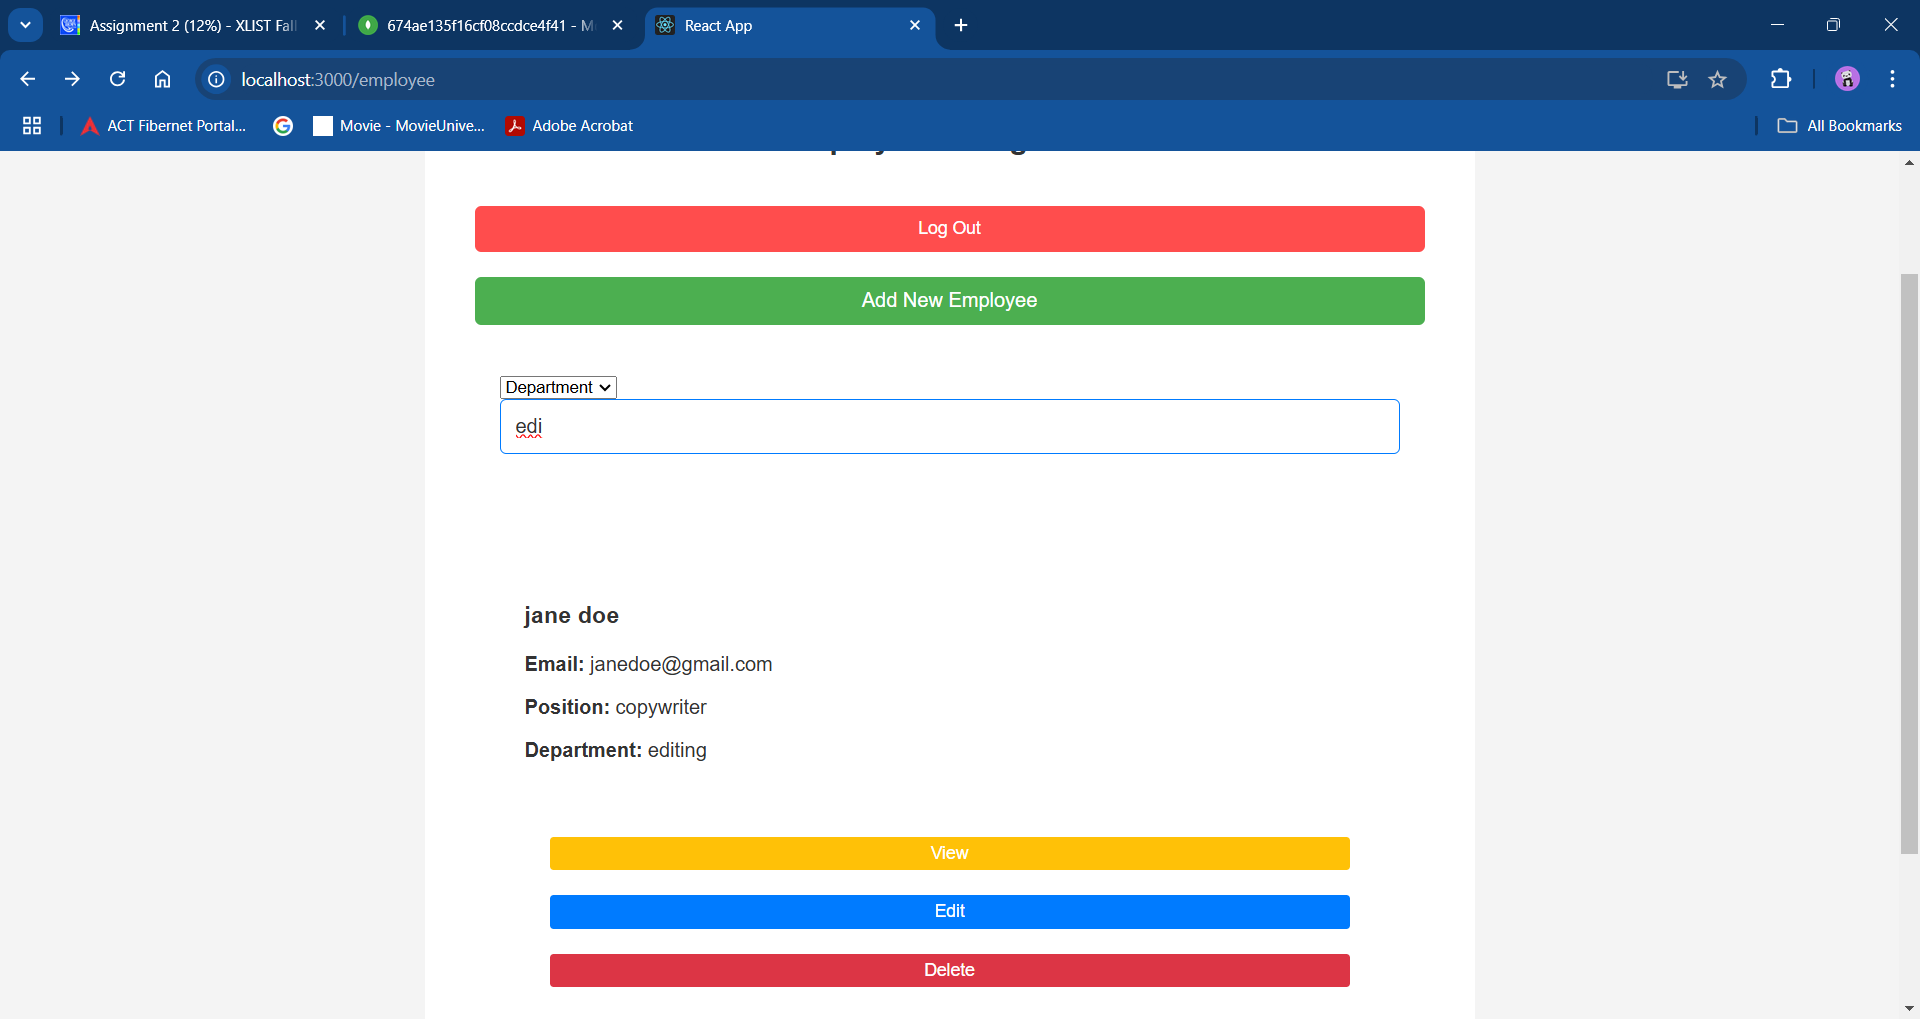 Assignment 2 (12%) - XLIST Fall
674ae135f16cf08ccdce4f41 - M
React App
localhost:3000/employee
ACT Fibernet Portal...
Movie - MovieUnive...
Adobe Acrobat
All Bookmarks
Log Out
Add New Employee
Department
edi
jane doe
Email: janedoe@gmail.com
Position: copywriter
Department: editing
View
Edit
Delete